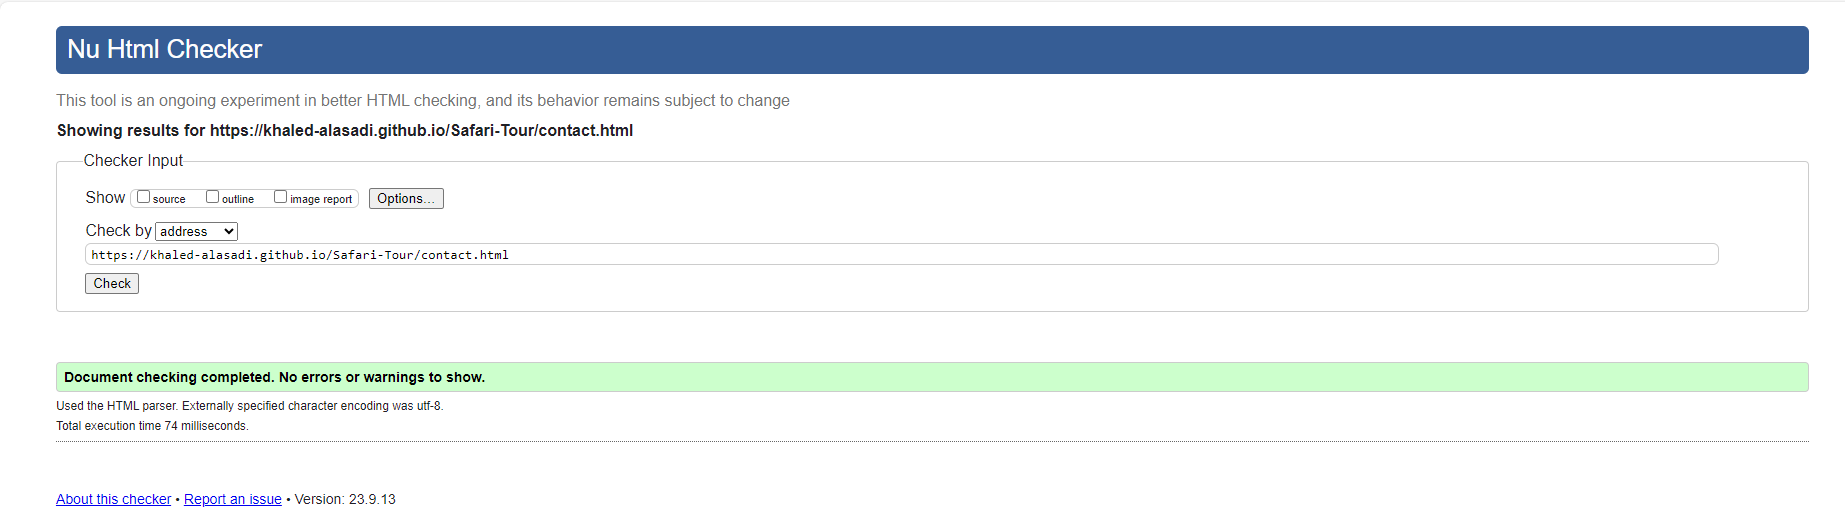 Nu Html Checker
This tool is an ongoing experiment in better HTML checking, and its behavior remains subject to change
Showing results for https://khaled-alasadi.github.io/Safari-Tour/contact.html
Checker Input
Show source outline image report Options...
Check by address
https://khaled-alasadi.github.io/Safari-Tour/contact.html
Check
Document checking completed. No errors or warnings to show.
Used the HTML parser. Externally specified character encoding was utf-8.
Total execution time 74 milliseconds.
About this checker • Report an issue • Version: 23.9.13